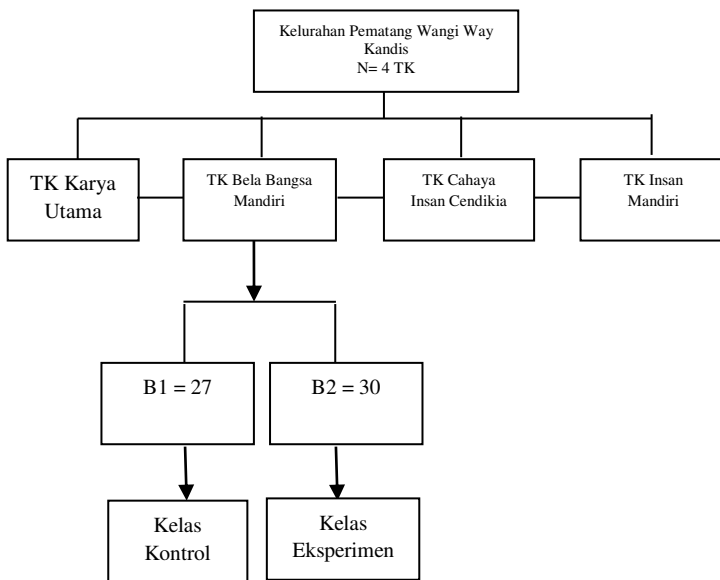 Kelurahan Pematang Wangi Way
Kandis
N= 4 TK
TK Karya
Utama
TK Bela Bangsa
Mandiri
TK Cahaya
Insan Cendikia
TK Insan
Mandiri
B1 = 27
B2 = 30
Kelas
Kontrol
Kelas
Eksperimen